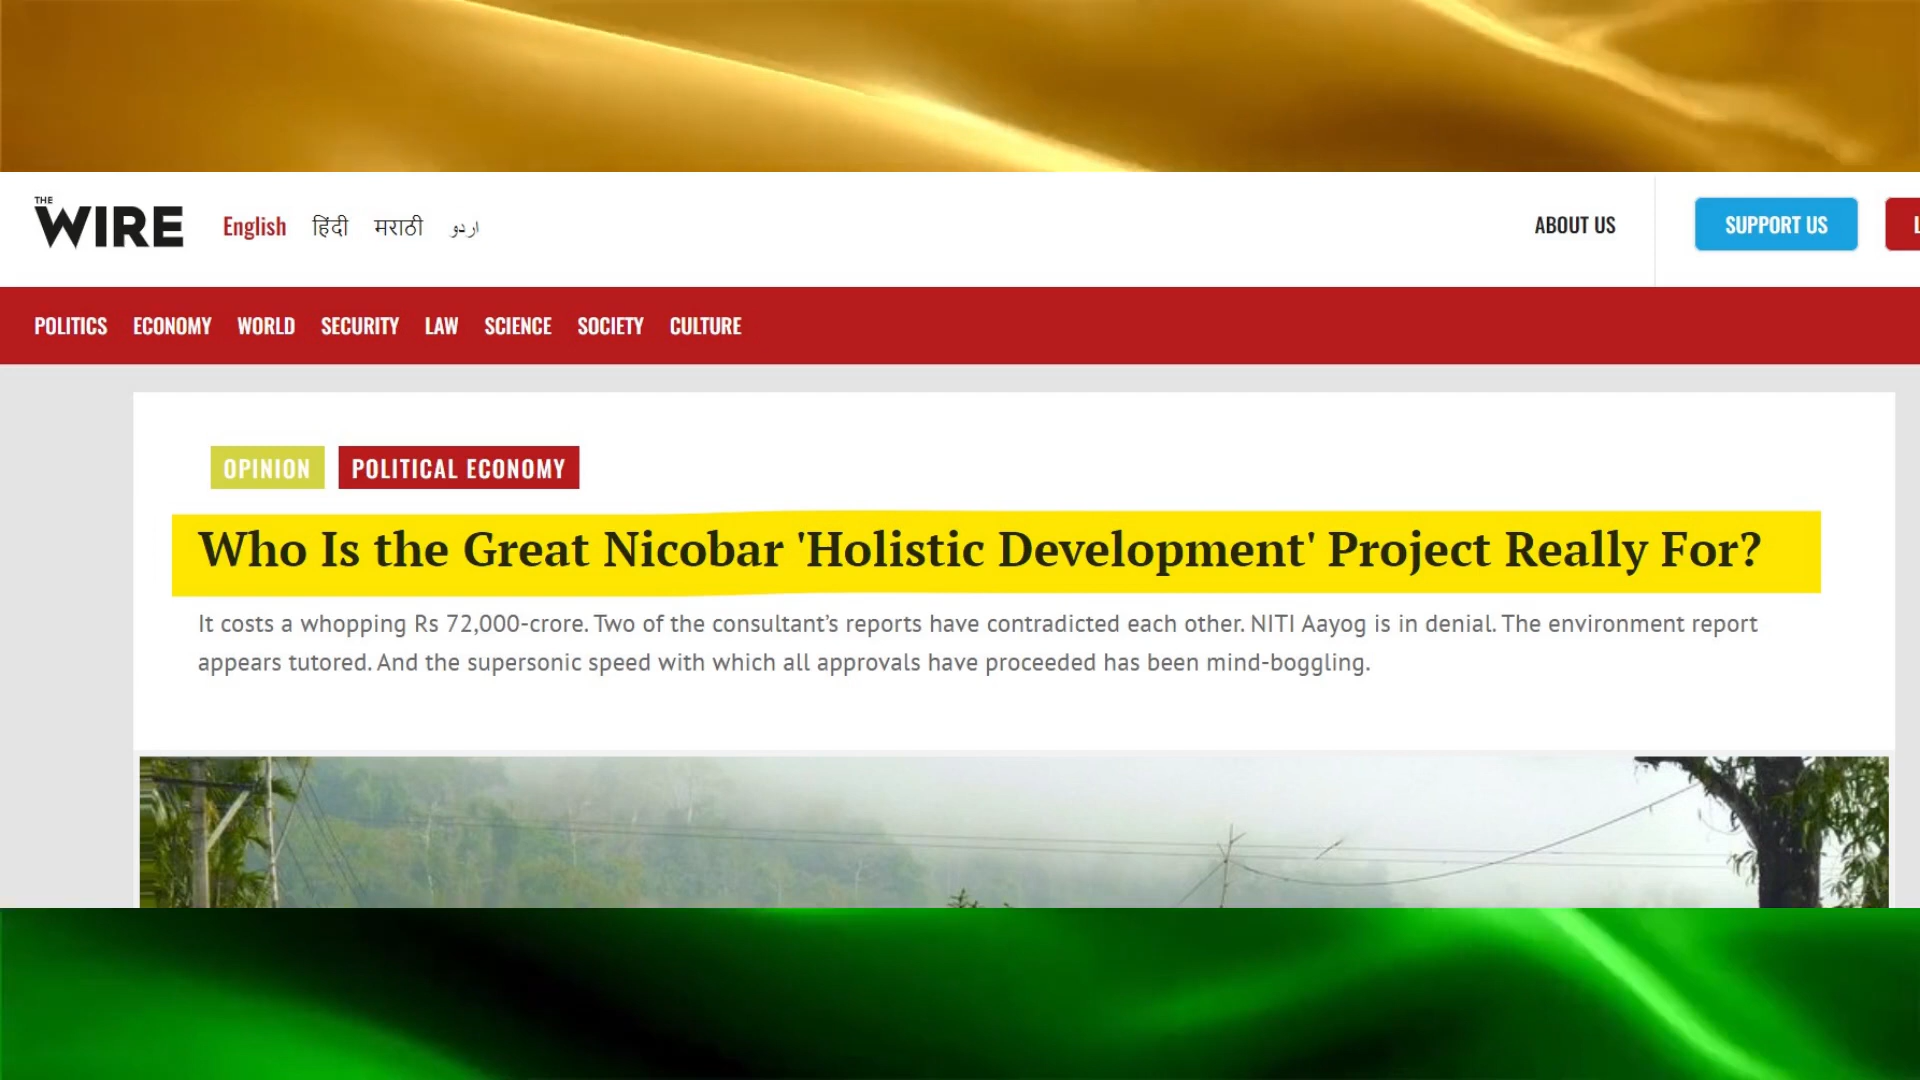 THE
WIRE
English हिंदी मराठी اردو
ABOUT US
SUPPORT US
POLITICS ECONOMY WORLD SECURITY LAW SCIENCE SOCIETY CULTURE
OPINION POLITICAL ECONOMY
Who Is the Great Nicobar 'Holistic Development' Project Really For?
It costs a whopping Rs 72,000-crore. Two of the consultant’s reports have contradicted each other. NITI Aayog is in denial. The environment report
appears tutored. And the supersonic speed with which all approvals have proceeded has been mind-boggling.